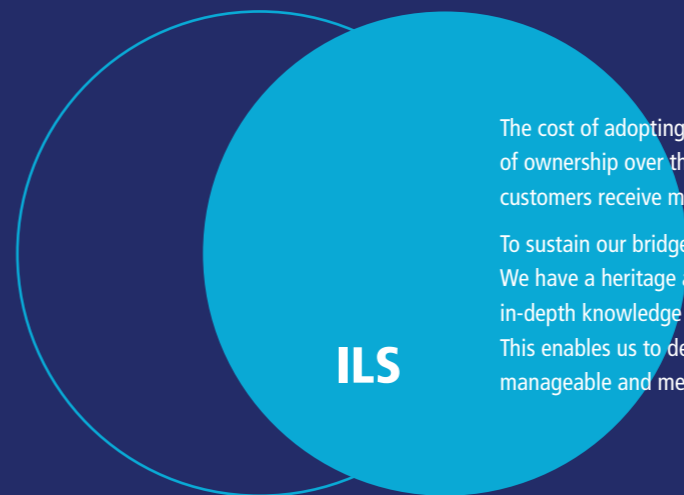 The cost of adopting
of ownership over th
customers receive m
To sustain our bridge
We have a heritage a
in-depth knowledge
This enables us to de
manageable and me
ILS